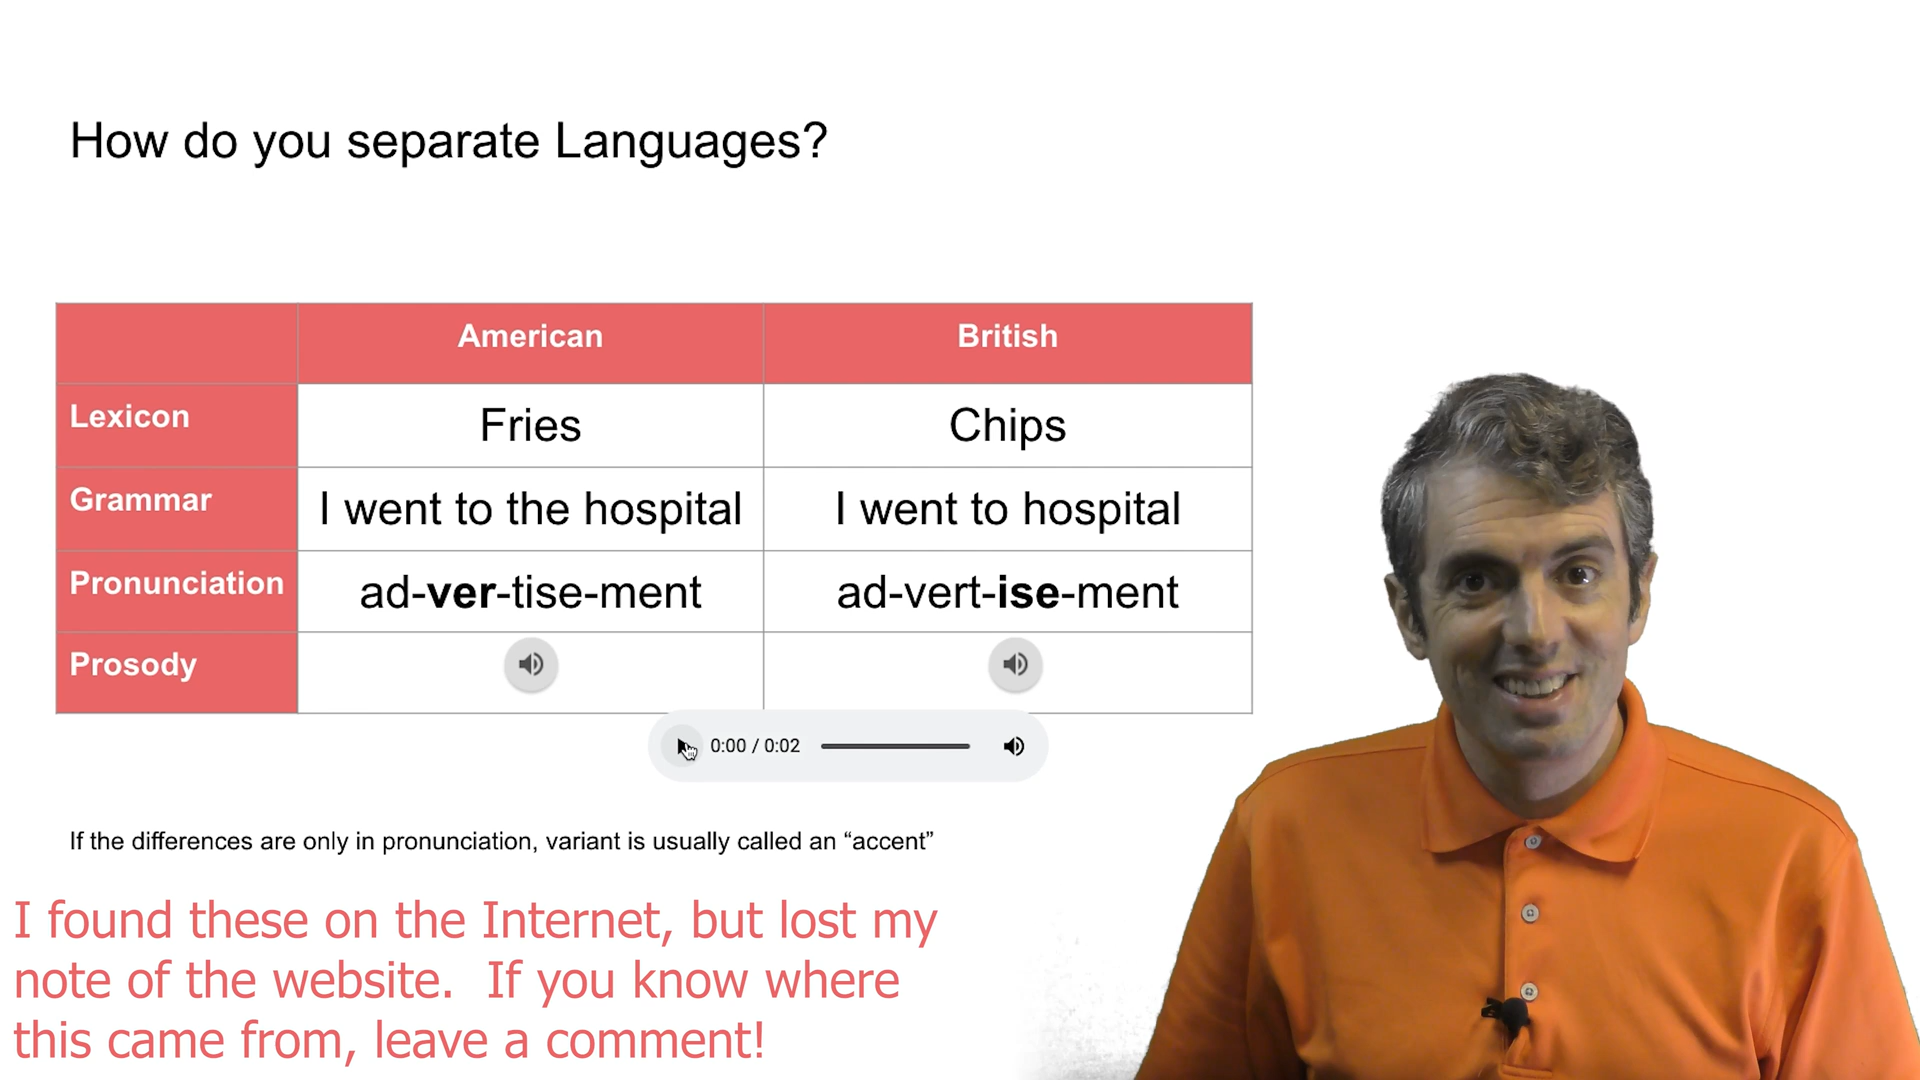 How do you separate Languages?
American British
Lexicon Fries Chips
Grammar I went to the hospital I went to hospital
Pronunciation ad-ver-tise-ment ad-vert-ise-ment
Prosody
0:00 / 0:02
If the differences are only in pronunciation, variant is usually called an “accent”
I found these on the Internet, but lost my
note of the website. If you know where
this came from, leave a comment!